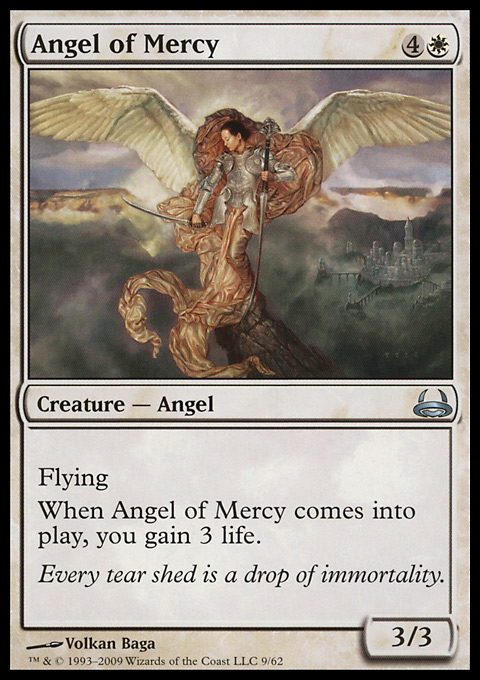 Angel of Mercy 4
Creature — Angel
Flying
When Angel of Mercy comes into
play, you gain 3 life.
Every tear shed is a drop of immortality.
Volkan Baga
3/3
™ & © 1993–2009 Wizards of the Coast LLC 9/62